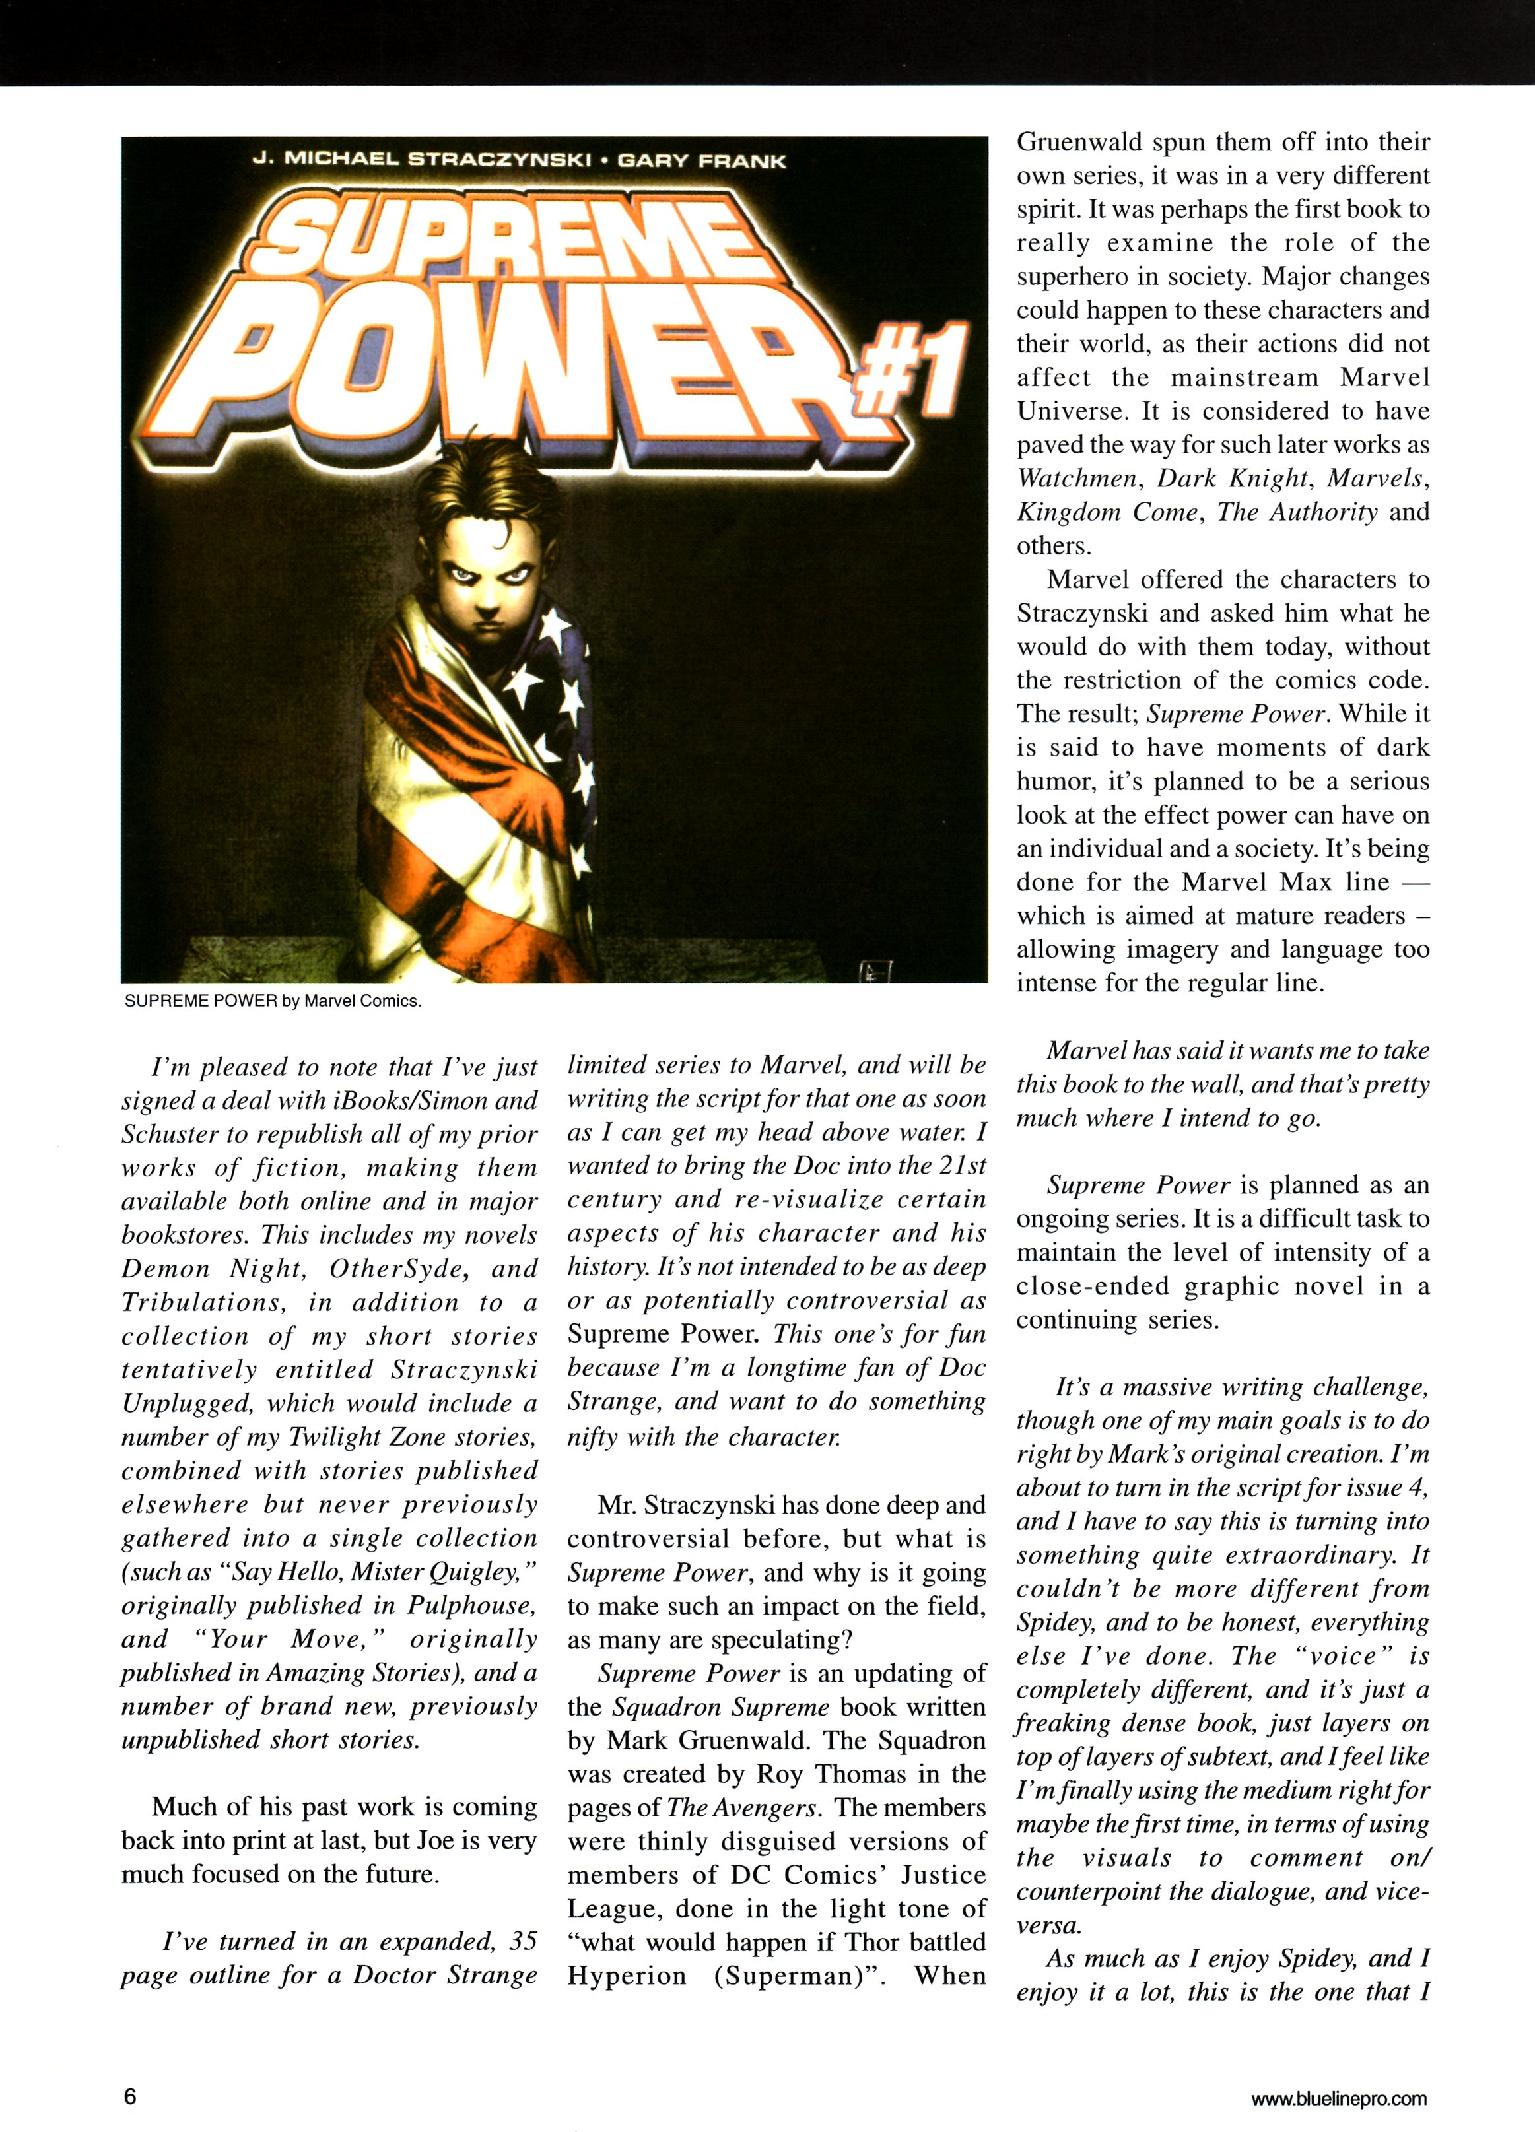 J. MICHAEL STRACZYNSKI • GARY FRANK
SUPREME
POWER
#1
SUPREME POWER by Marvel Comics.
I'm pleased to note that I've just
signed a deal with iBooks/Simon and
Schuster to republish all of my prior
works of fiction, making them
available both online and in major
bookstores. This includes my novels
Demon Night, OtherSyde, and
Tribulations, in addition to a
collection of my short stories
tentatively entitled Straczynski
Unplugged, which would include a
number of my Twilight Zone stories,
combined with stories published
elsewhere but never previously
gathered into a single collection
(such as “Say Hello, Mister Quigley,”
originally published in Pulphouse,
and “Your Move,” originally
published in Amazing Stories), and a
number of brand new, previously
unpublished short stories.
Much of his past work is coming
back into print at last, but Joe is very
much focused on the future.
I've turned in an expanded, 35
page outline for a Doctor Strange
limited series to Marvel, and will be
writing the script for that one as soon
as I can get my head above water. I
wanted to bring the Doc into the 21st
century and re-visualize certain
aspects of his character and his
history. It's not intended to be as deep
or as potentially controversial as
Supreme Power. This one's for fun
because I'm a longtime fan of Doc
Strange, and want to do something
nifty with the character.
Mr. Straczynski has done deep and
controversial before, but what is
Supreme Power, and why is it going
to make such an impact on the field,
as many are speculating?
Supreme Power is an updating of
the Squadron Supreme book written
by Mark Gruenwald. The Squadron
was created by Roy Thomas in the
pages of The Avengers. The members
were thinly disguised versions of
members of DC Comics' Justice
League, done in the light tone of
“what would happen if Thor battled
Hyperion (Superman)”. When
Gruenwald spun them off into their
own series, it was in a very different
spirit. It was perhaps the first book to
really examine the role of the
superhero in society. Major changes
could happen to these characters and
their world, as their actions did not
affect the mainstream Marvel
Universe. It is considered to have
paved the way for such later works as
Watchmen, Dark Knight, Marvels,
Kingdom Come, The Authority and
others.
Marvel offered the characters to
Straczynski and asked him what he
would do with them today, without
the restriction of the comics code.
The result; Supreme Power. While it
is said to have moments of dark
humor, it's planned to be a serious
look at the effect power can have on
an individual and a society. It's being
done for the Marvel Max line —
which is aimed at mature readers –
allowing imagery and language too
intense for the regular line.
Marvel has said it wants me to take
this book to the wall, and that's pretty
much where I intend to go.
Supreme Power is planned as an
ongoing series. It is a difficult task to
maintain the level of intensity of a
close-ended graphic novel in a
continuing series.
It's a massive writing challenge,
though one of my main goals is to do
right by Mark's original creation. I'm
about to turn in the script for issue 4,
and I have to say this is turning into
something quite extraordinary. It
couldn't be more different from
Spidey, and to be honest, everything
else I've done. The “voice” is
completely different, and it's just a
freaking dense book, just layers on
top of layers of subtext, and I feel like
I'm finally using the medium right for
maybe the first time, in terms of using
the visuals to comment on/
counterpoint the dialogue, and vice-
versa.
As much as I enjoy Spidey, and I
enjoy it a lot, this is the one that I
6
www.bluelinepro.com